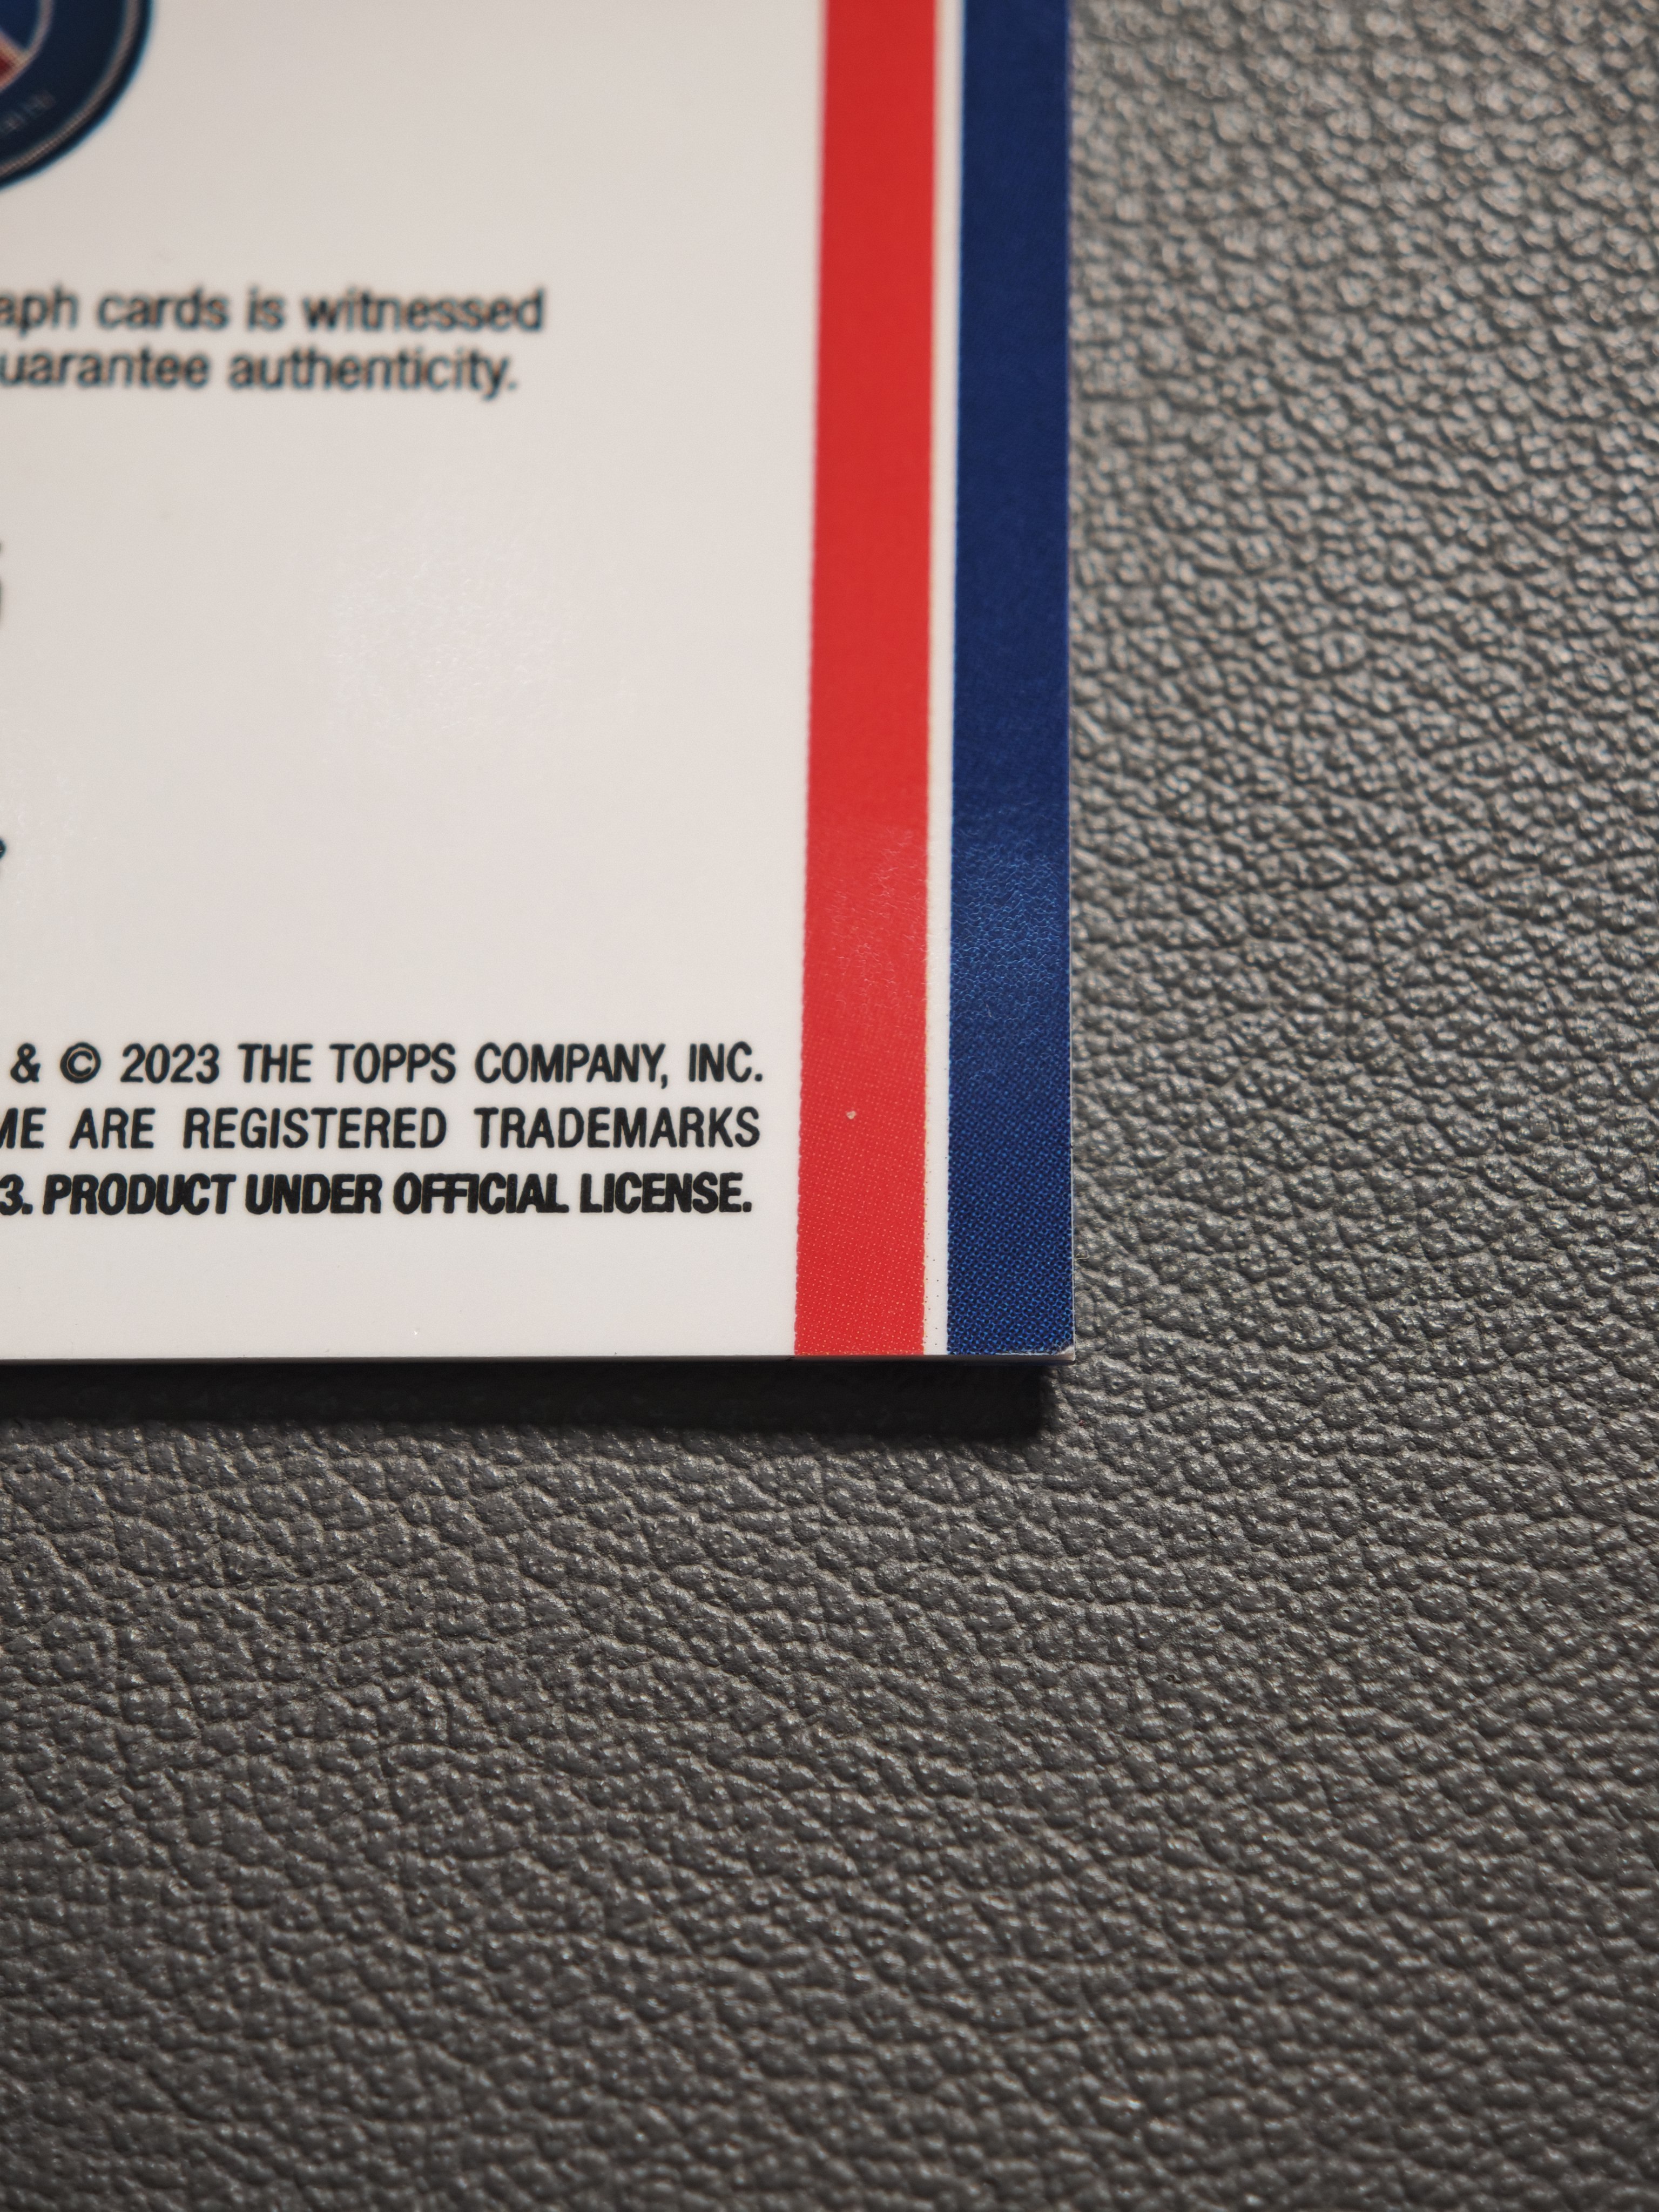 aph cards is witnessed
uarantee authenticity.
& © 2023 THE TOPPS COMPANY, INC.
ME ARE REGISTERED TRADEMARKS
3. PRODUCT UNDER OFFICIAL LICENSE.